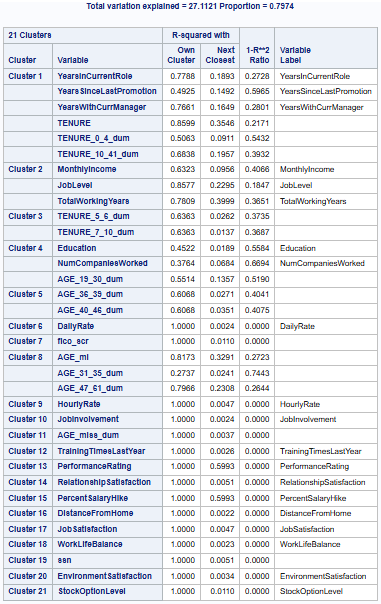 Total variation explained = 27.1121 Proportion = 0.7974
21 Clusters R-squared with
Cluster Variable Own Cluster Next Closest 1-R**2 Ratio Variable Label
Cluster 1 YearsInCurrentRole 0.7788 0.1893 0.2728 YearsInCurrentRole
YearsSinceLastPromotion 0.4925 0.1492 0.5965 YearsSinceLastPromotion
YearsWithCurrManager 0.7661 0.1649 0.2801 YearsWithCurrManager
TENURE 0.8599 0.3546 0.2171
TENURE_0_4_dum 0.5063 0.0911 0.5432
TENURE_10_41_dum 0.6838 0.1957 0.3932
Cluster 2 MonthlyIncome 0.6323 0.0956 0.4066 MonthlyIncome
JobLevel 0.8577 0.2295 0.1847 JobLevel
TotalWorkingYears 0.7809 0.3999 0.3651 TotalWorkingYears
Cluster 3 TENURE_5_6_dum 0.6363 0.0262 0.3735
TENURE_7_10_dum 0.6363 0.0137 0.3687
Cluster 4 Education 0.4522 0.0189 0.5584 Education
NumCompaniesWorked 0.3764 0.0684 0.6694 NumCompaniesWorked
AGE_19_30_dum 0.5514 0.1357 0.5190
Cluster 5 AGE_36_39_dum 0.6068 0.0271 0.4041
AGE_40_46_dum 0.6068 0.0351 0.4075
Cluster 6 DailyRate 1.0000 0.0024 0.0000 DailyRate
Cluster 7 fico_scr 1.0000 0.0110 0.0000
Cluster 8 AGE_mi 0.8173 0.3291 0.2723
AGE_31_35_dum 0.2737 0.0241 0.7443
AGE_47_61_dum 0.7966 0.2308 0.2644
Cluster 9 HourlyRate 1.0000 0.0047 0.0000 HourlyRate
Cluster 10 JobInvolvement 1.0000 0.0024 0.0000 JobInvolvement
Cluster 11 AGE_miss_dum 1.0000 0.0037 0.0000
Cluster 12 TrainingTimesLastYear 1.0000 0.0026 0.0000 TrainingTimesLastYear
Cluster 13 PerformanceRating 1.0000 0.5993 0.0000 PerformanceRating
Cluster 14 RelationshipSatisfaction 1.0000 0.0051 0.0000 RelationshipSatisfaction
Cluster 15 PercentSalaryHike 1.0000 0.5993 0.0000 PercentSalaryHike
Cluster 16 DistanceFromHome 1.0000 0.0022 0.0000 DistanceFromHome
Cluster 17 JobSatisfaction 1.0000 0.0047 0.0000 JobSatisfaction
Cluster 18 WorkLifeBalance 1.0000 0.0023 0.0000 WorkLifeBalance
Cluster 19 ssn 1.0000 0.0051 0.0000
Cluster 20 EnvironmentSatisfaction 1.0000 0.0034 0.0000 EnvironmentSatisfaction
Cluster 21 StockOptionLevel 1.0000 0.0110 0.0000 StockOptionLevel